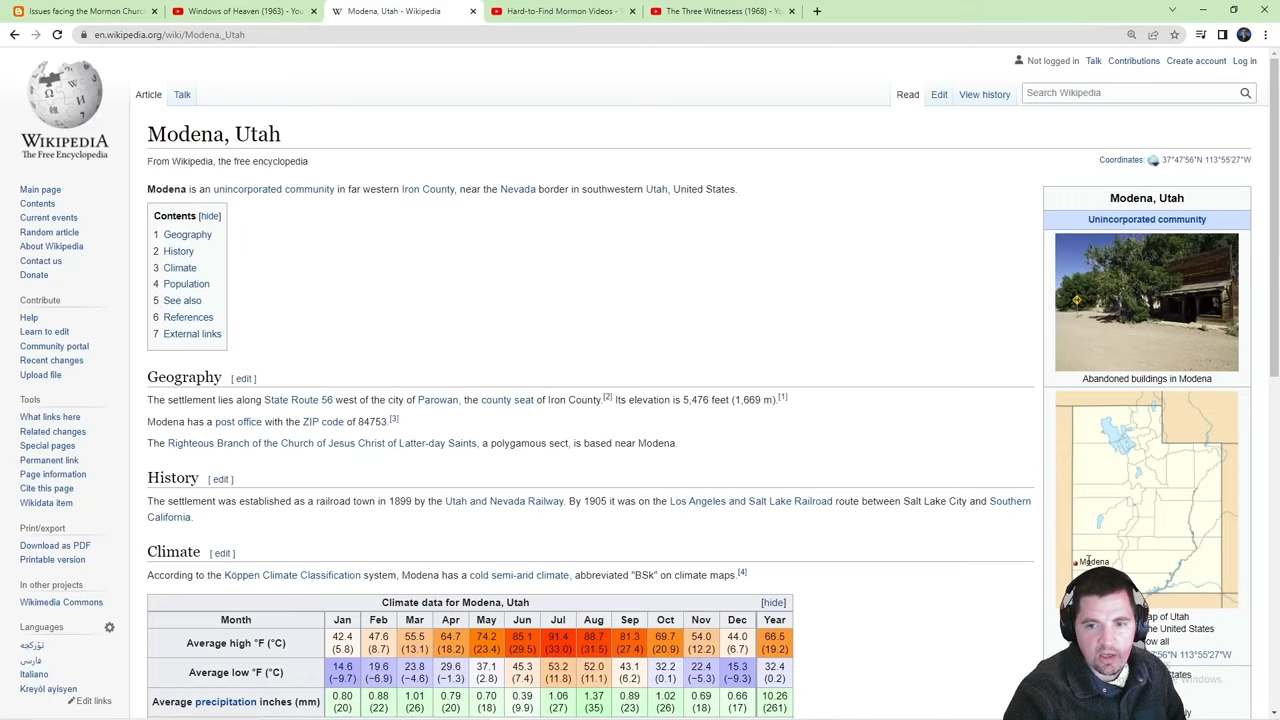 Issues facing the Mormon Church
Windows of Heaven (1963) - You
Modena, Utah - Wikipedia
Hard-to-Find Mormon Videos - Y
The Three Witnessess (1968) - Y
en.wikipedia.org/wiki/Modena,_Utah
Not logged in Talk Contributions Create account Log in
Article Talk
Read Edit View history
Search Wikipedia
WIKIPEDIA
The Free Encyclopedia
Modena, Utah
From Wikipedia, the free encyclopedia
Coordinates: 37°47′56″N 113°55′27″W
Modena is an unincorporated community in far western Iron County, near the Nevada border in southwestern Utah, United States.
Contents [hide]
1 Geography
2 History
3 Climate
4 Population
5 See also
6 References
7 External links
Main page
Contents
Current events
Random article
About Wikipedia
Contact us
Donate
Contribute
Help
Learn to edit
Community portal
Recent changes
Upload file
Tools
What links here
Related changes
Special pages
Permanent link
Page information
Cite this page
Wikidata item
Print/export
Download as PDF
Printable version
In other projects
Wikimedia Commons
Languages
فارسی
Italiano
Kreyòl ayisyen
Edit links
Geography [ edit ]
The settlement lies along State Route 56 west of the city of Parowan, the county seat of Iron County.[2] Its elevation is 5,476 feet (1,669 m).[1]
Modena has a post office with the ZIP code of 84753.[3]
The Righteous Branch of the Church of Jesus Christ of Latter-day Saints, a polygamous sect, is based near Modena.
History [ edit ]
The settlement was established as a railroad town in 1899 by the Utah and Nevada Railway. By 1905 it was on the Los Angeles and Salt Lake Railroad route between Salt Lake City and Southern
California.
Climate [ edit ]
According to the Köppen Climate Classification system, Modena has a cold semi-arid climate, abbreviated "BSk" on climate maps.[4]
Climate data for Modena, Utah [hide]
Month Jan Feb Mar Apr May Jun Jul Aug Sep Oct Nov Dec Year
Average high °F (°C) 42.4 47.6 55.5 64.7 74.2 85.1 91.4 88.7 81.3 69.7 54.0 44.0 66.5
(5.8) (8.7) (13.1) (18.2) (23.4) (29.5) (33.0) (31.5) (27.4) (20.9) (12.2) (6.7) (19.2)
Average low °F (°C) 14.6 19.6 23.8 29.6 37.1 45.3 53.2 52.0 43.1 32.2 22.4 15.3 32.4
(−9.7) (−6.9) (−4.6) (−1.3) (2.8) (7.4) (11.8) (11.1) (6.2) (0.1) (−5.3) (−9.3) (0.2)
Average precipitation inches (mm) 0.80 0.88 1.01 0.79 0.70 0.39 1.06 1.37 0.89 1.02 0.69 0.66 10.26
(20) (22) (26) (20) (18) (9.9) (27) (35) (23) (26) (18) (17) (261)
Modena, Utah
Unincorporated community
Abandoned buildings in Modena
Modena
ap of Utah
he United States
ow all
56″N 113°55′27″W
States
Windows.